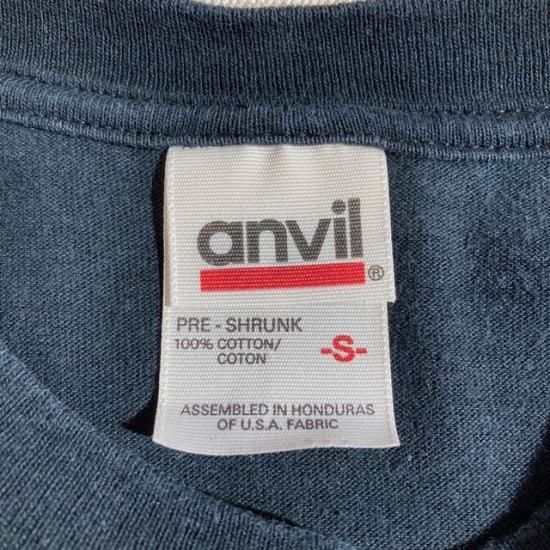 anvil®
PRE - SHRUNK
100% COTTON/
COTON
-S-
ASSEMBLED IN HONDURAS
OF U.S.A. FABRIC